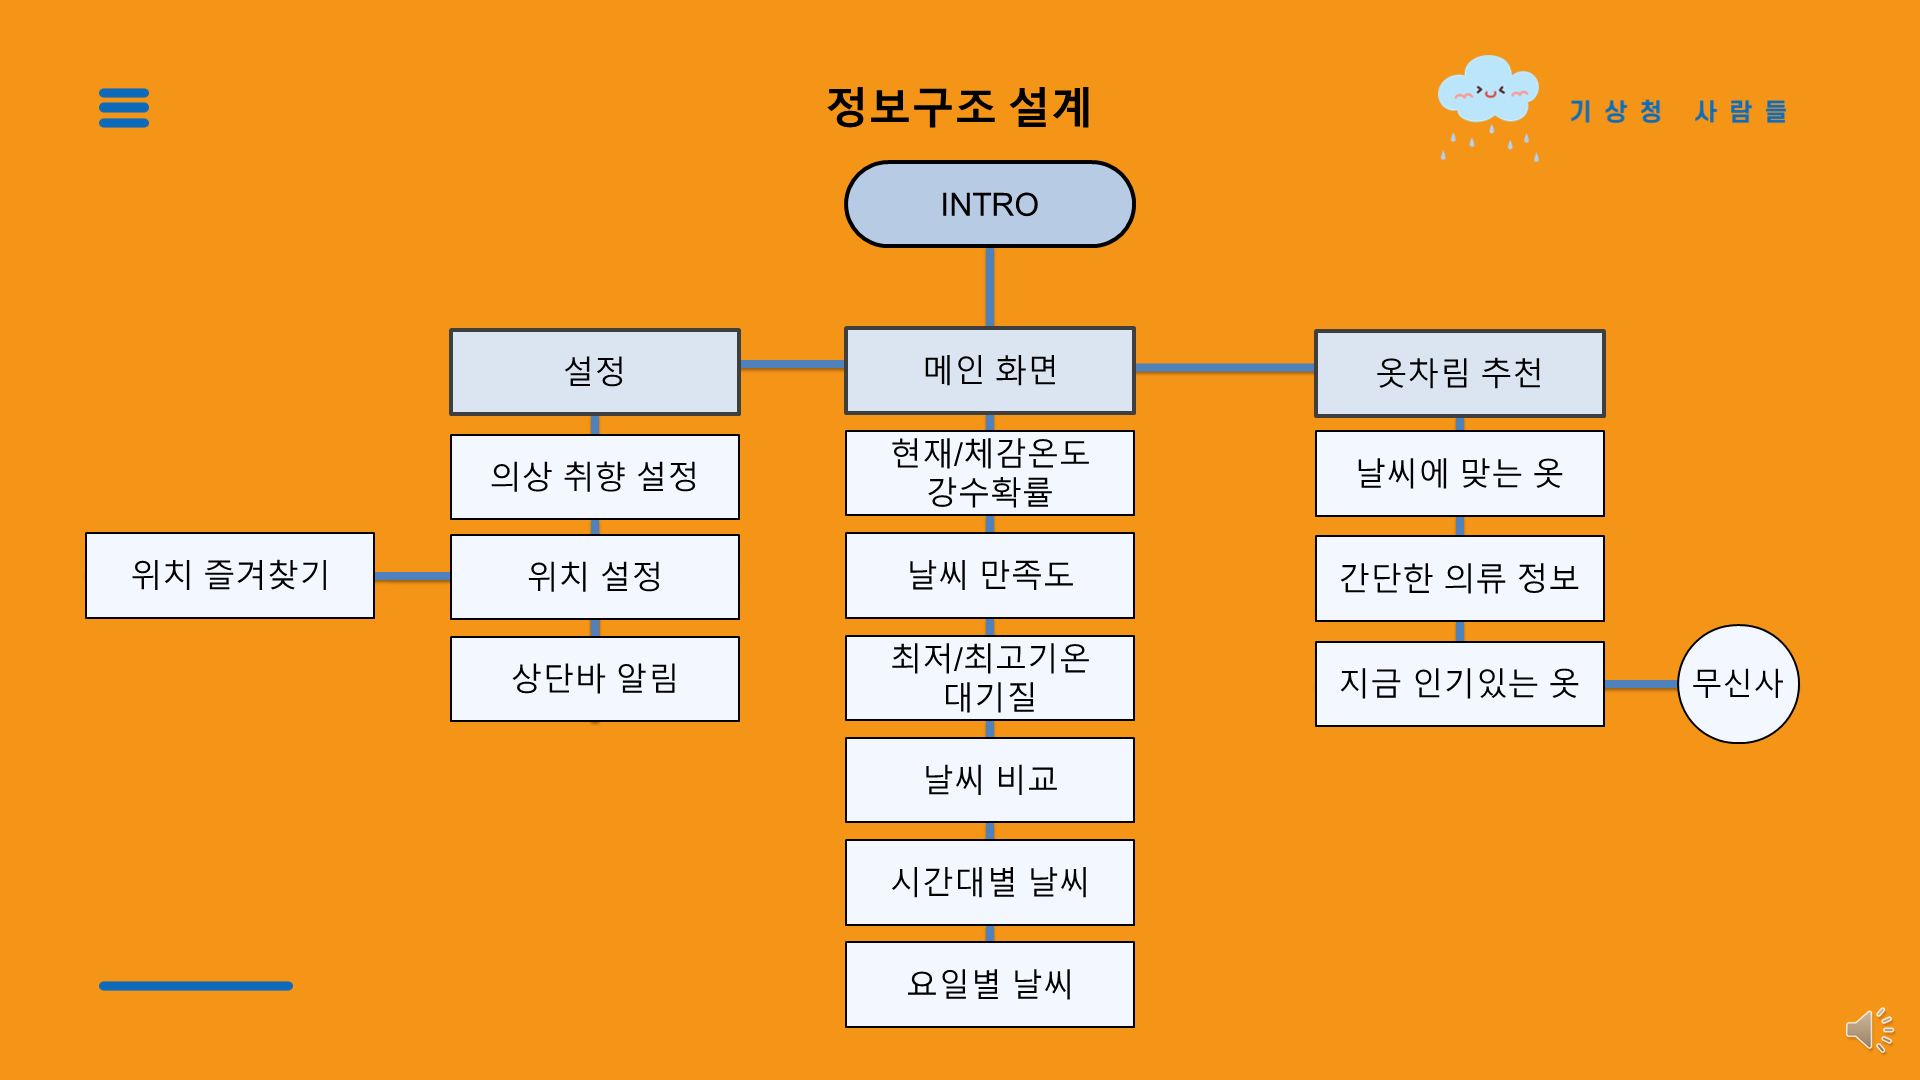 정보구조 설계
기상청 사람들
INTRO
설정
메인 화면
옷차림 추천
의상 취향 설정
위치 설정
위치 즐겨찾기
상단바 알림
현재/체감온도
강수확률
날씨 만족도
최저/최고기온
대기질
날씨 비교
시간대별 날씨
요일별 날씨
날씨에 맞는 옷
간단한 의류 정보
지금 인기있는 옷
무신사